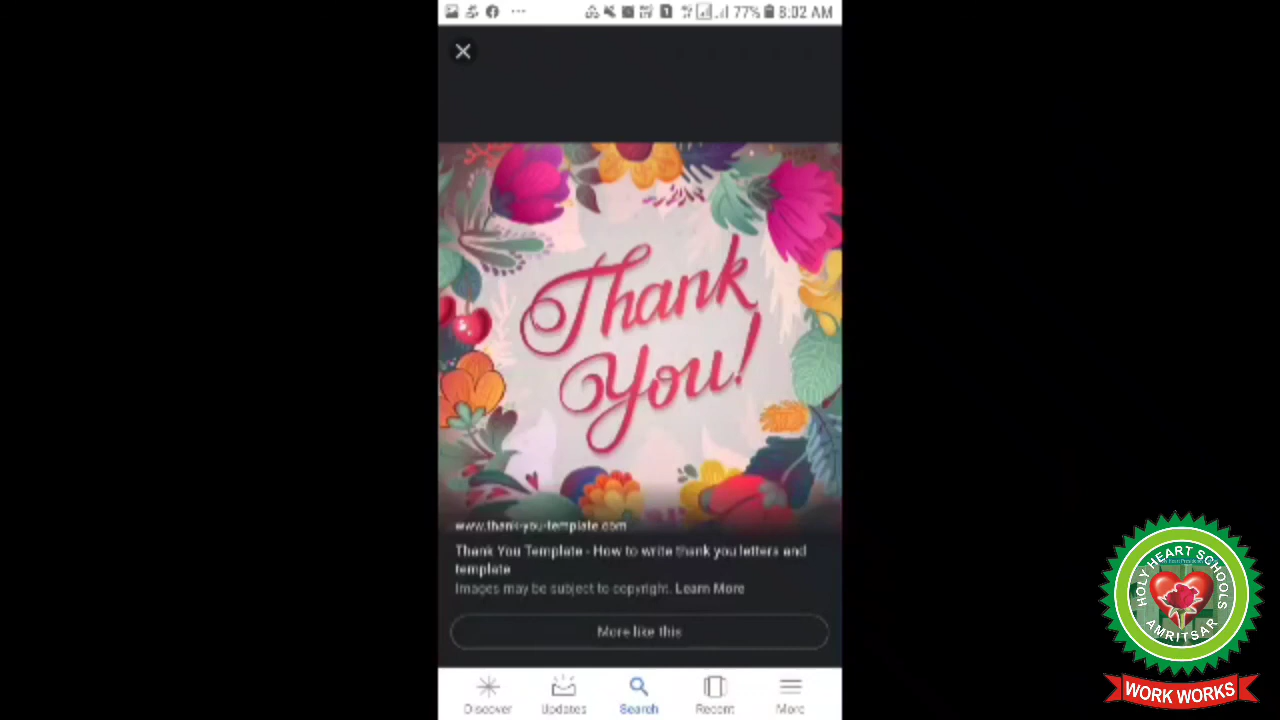 77% 8:02 AM
Thank
You!
www.thank-you-template.com
Thank You Template - How to write thank you letters and
template
Images may be subject to copyright. Learn More
More like this
Discover Updates Search Recent More
HOLY HEART SCHOOLS
AMRITSAR
WORK WORKS